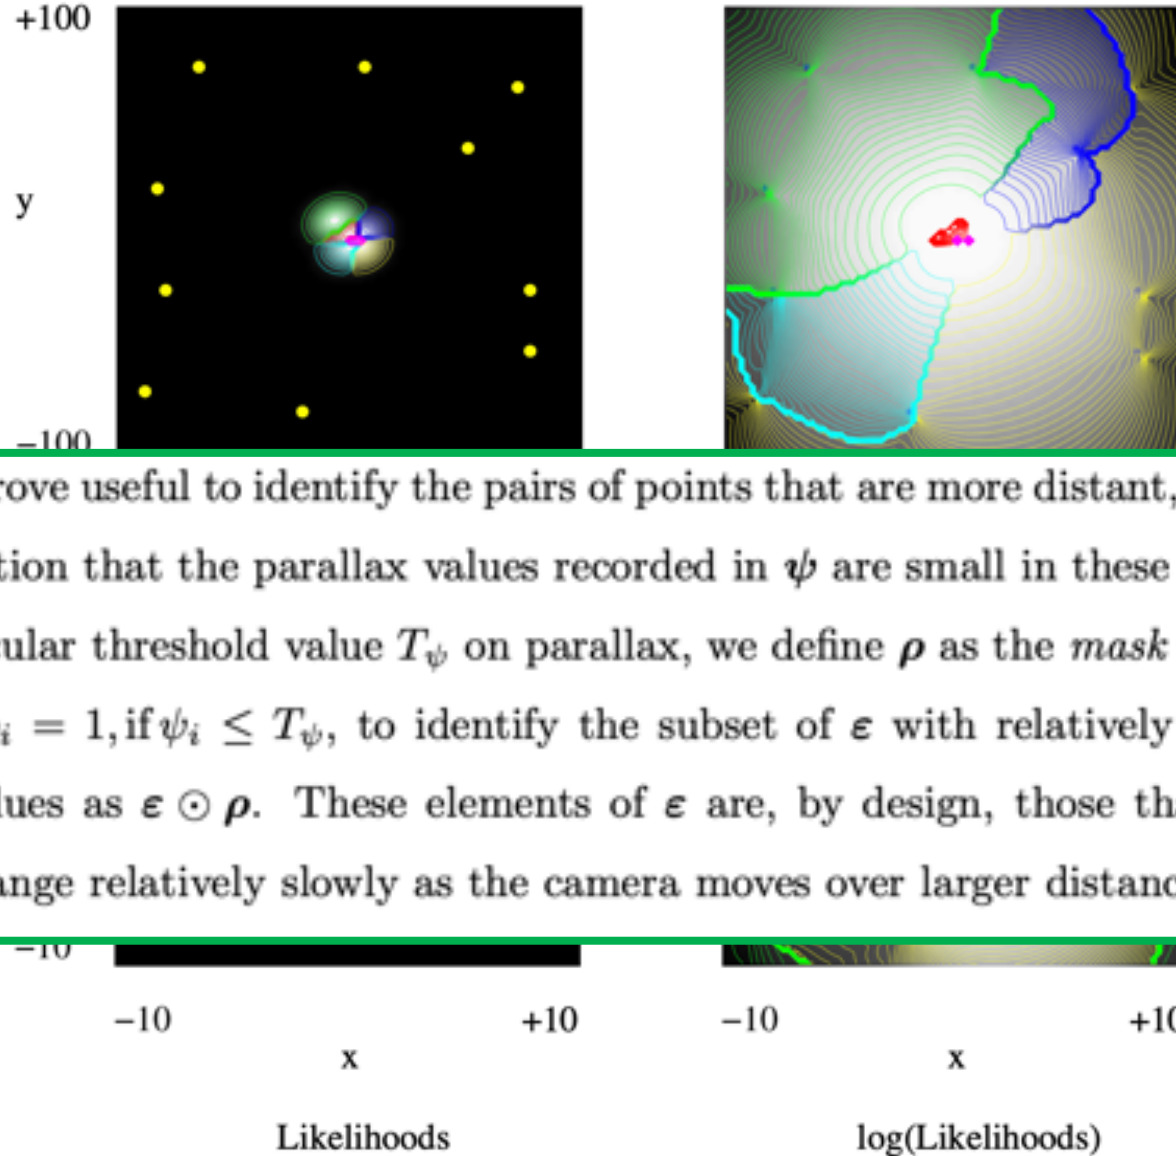 +100
y
−100
rove useful to identify the pairs of points that are more distant,
tion that the parallax values recorded in ψ are small in these
cular threshold value T_ψ on parallax, we define ρ as the mask
i = 1, if ψ_i ≤ T_ψ, to identify the subset of ε with relatively
lues as ε ⊙ ρ. These elements of ε are, by design, those tha
ange relatively slowly as the camera moves over larger distanc
−10
−10 +10 −10 +10
x x
Likelihoods log(Likelihoods)